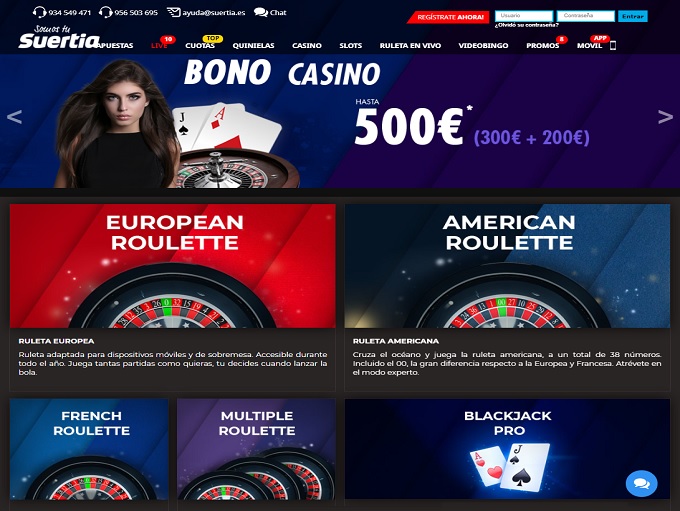 934 549 471 956 503 695 ayuda@suertia.es Chat
REGÍSTRATE AHORA! Usuario Contraseña Entrar
¿Olvidó su contraseña?
Somos tu
Suertia
APUESTAS LIVE 10 CUOTAS TOP QUINIELAS CASINO SLOTS RULETA EN VIVO VIDEOBINGO PROMOS 8 MÓVIL APP
BONO CASINO
HASTA
500€* (300€ + 200€)
< >
J A
EUROPEAN
ROULETTE
AMERICAN
ROULETTE
RULETA EUROPEA
Ruleta adaptada para dispositivos móviles y de sobremesa. Accesible durante
todo el año. Juega tantas partidas como quieras, tu decides cuando lanzar la
bola.
RULETA AMERICANA
Cruza el océano y juega la ruleta americana, a un total de 38 números.
Incluido el 00, la gran diferencia respecto a la Europea y Francesa. Atrévete en
el modo experto.
FRENCH
ROULETTE
MULTIPLE
ROULETTE
BLACKJACK
PRO
A J